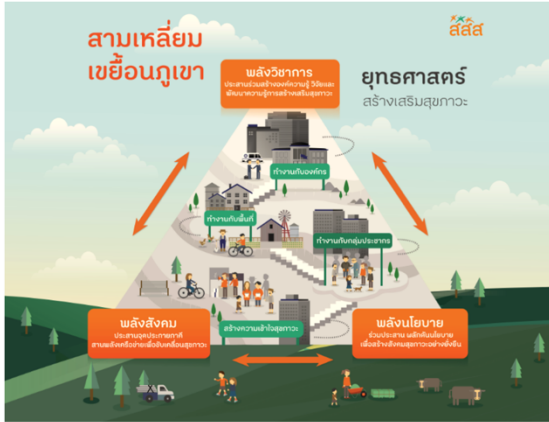 สามเหลี่ยม
เขยื้อนภูเขา
สสส
พลังวิชาการ
ประสานร่วมสร้างองค์ความรู้ วิจัยและ
พัฒนาความรู้การสร้างเสริมสุขภาวะ
ยุทธศาสตร์
สร้างเสริมสุขภาวะ
ทำงานกับองค์กร
ทำงานกับพื้นที่
ทำงานกับกลุ่มประชากร
สร้างความเข้าใจสุขภาวะ
พลังสังคม
ประสานจุดประกายภาคี
สานพลังเครือข่ายเพื่อขับเคลื่อนสุขภาวะ
พลังนโยบาย
ร่วมประสาน ผลักดันนโยบาย
เพื่อสร้างสังคมสุขภาวะอย่างยั่งยืน